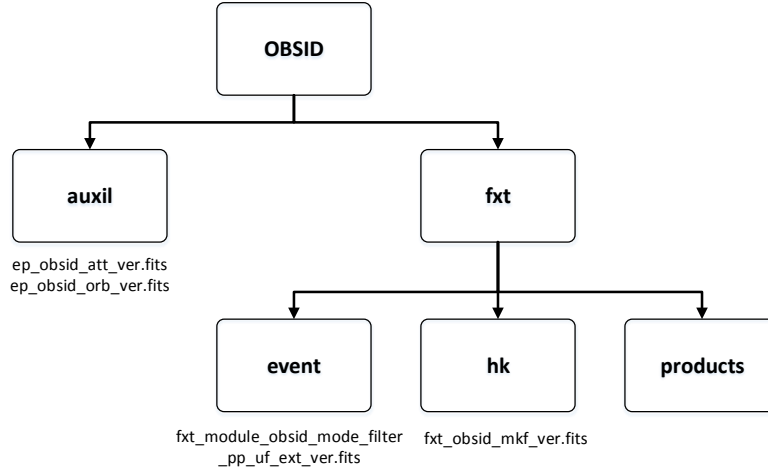 OBSID
auxil
fxt
ep_obsid_att_ver.fits
ep_obsid_orb_ver.fits
event
hk
products
fxt_module_obsid_mode_filter
_pp_uf_ext_ver.fits
fxt_obsid_mkf_ver.fits